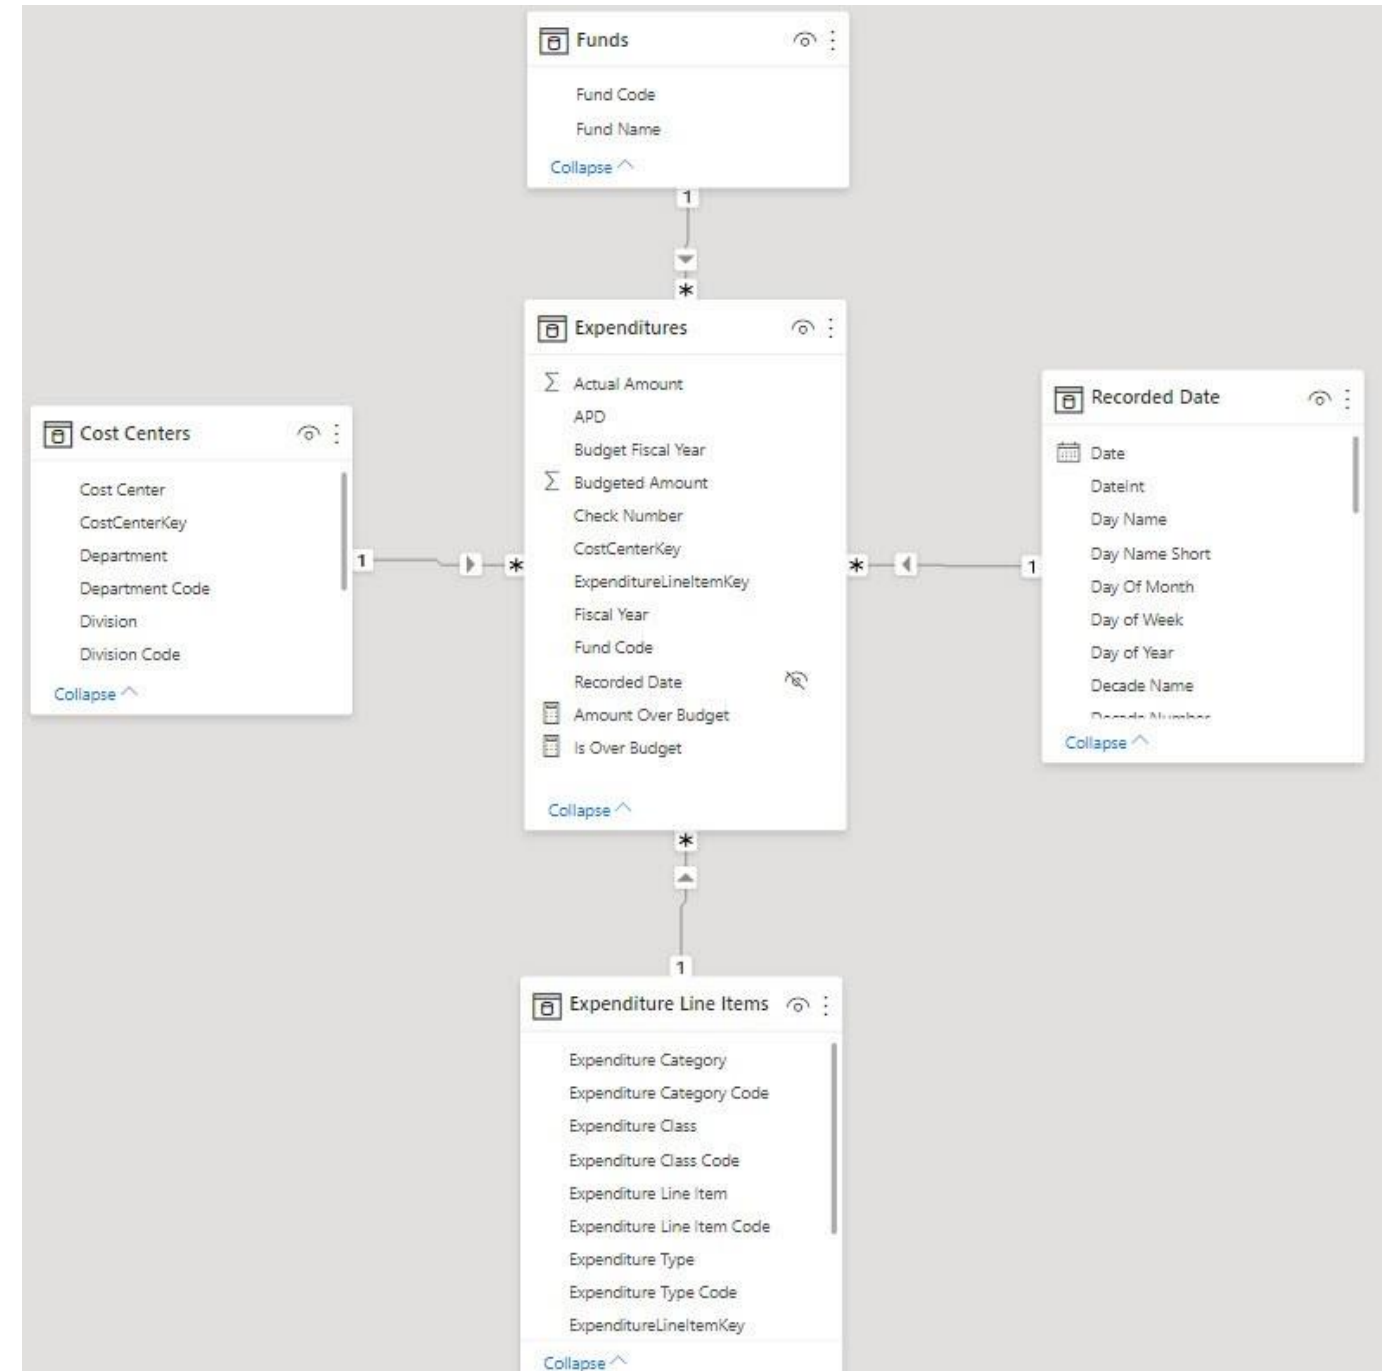 Funds
Fund Code
Fund Name
Collapse
1
*
Expenditures
Actual Amount
APD
Budget Fiscal Year
Budgeted Amount
Check Number
CostCenterKey
ExpenditureLineItemKey
Fiscal Year
Fund Code
Recorded Date
Amount Over Budget
Is Over Budget
Collapse
Cost Centers
Cost Center
CostCenterKey
Department
Department Code
Division
Division Code
Collapse
1
*
Recorded Date
Date
DateInt
Day Name
Day Name Short
Day Of Month
Day of Week
Day of Year
Decade Name
Decade Number
Collapse
*
1
*
1
Expenditure Line Items
Expenditure Category
Expenditure Category Code
Expenditure Class
Expenditure Class Code
Expenditure Line Item
Expenditure Line Item Code
Expenditure Type
Expenditure Type Code
ExpenditureLineItemKey
Collapse